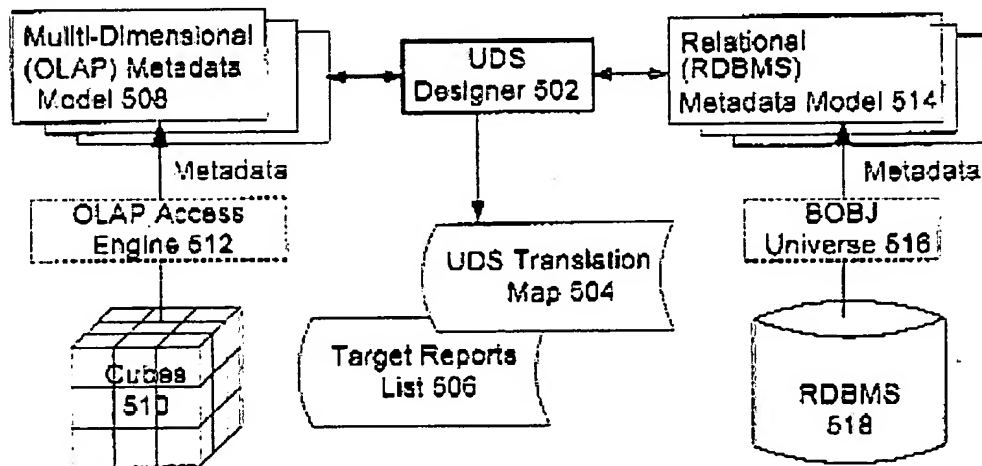 Muliti-Dimensional
(OLAP) Metadata
Model 508
UDS
Designer 502
Relational
(RDBMS)
Metadata Model 514
Metadata
Metadata
OLAP Access
Engine 512
BOBJ
Universe 516
UDS Translation
Map 504
Target Reports
List 506
Cubes
510
RDBMS
518